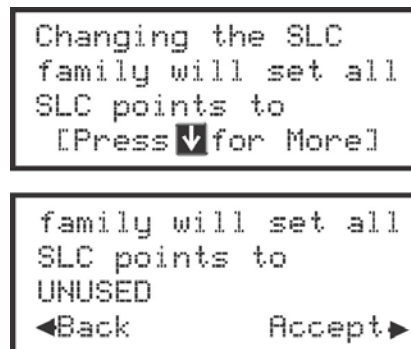 Changing the SLC
family will set all
SLC points to
[Press↓for More]
family will set all
SLC points to
UNUSED
◄Back Accept►